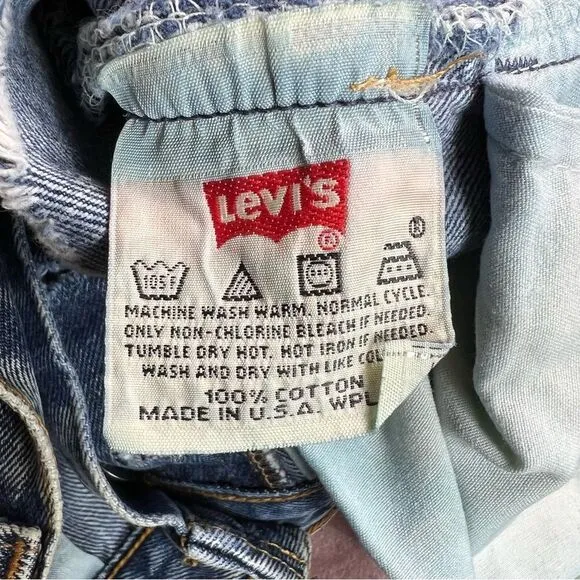 LEVI'S
®
®
105F
MACHINE WASH WARM. NORMAL CYCLE.
ONLY NON-CHLORINE BLEACH IF NEEDED.
TUMBLE DRY HOT. HOT IRON IF NEEDED.
WASH AND DRY WITH LIKE
100% COTTON
MADE IN U.S.A. WPL